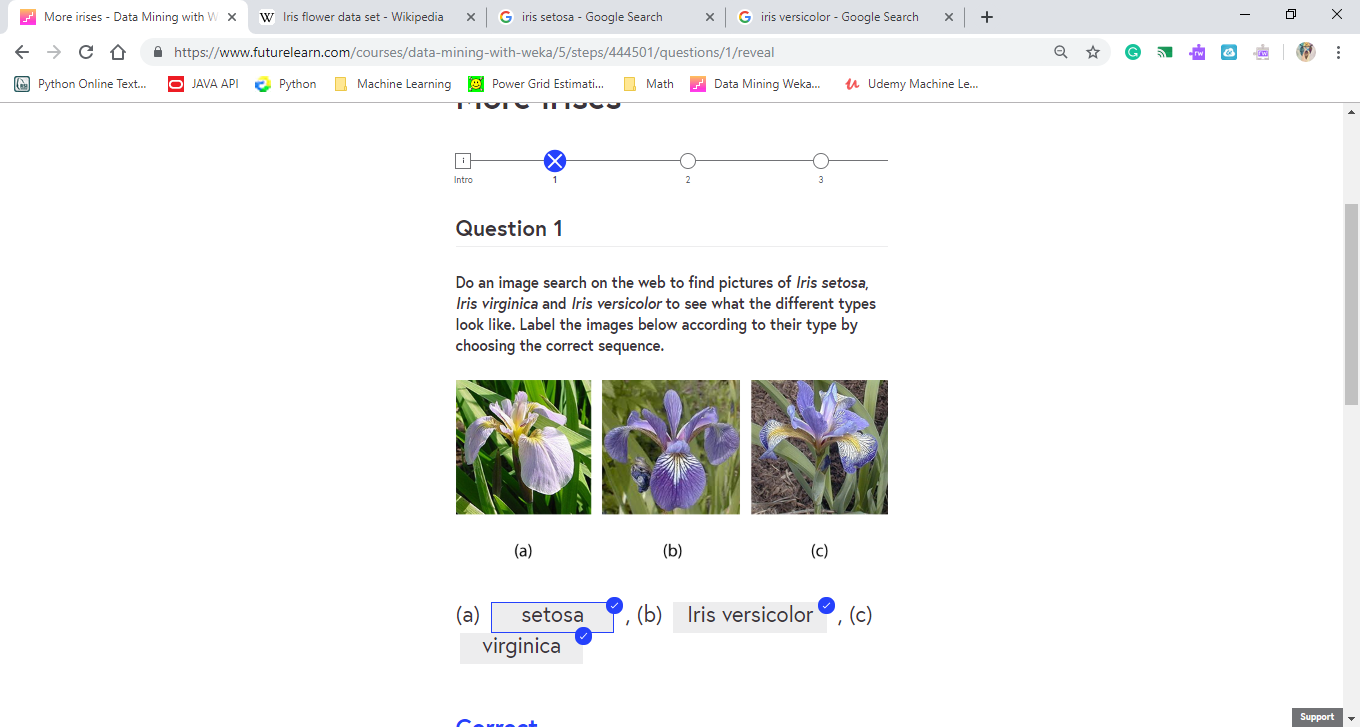 More irises - Data Mining with W
Iris flower data set - Wikipedia
iris setosa - Google Search
iris versicolor - Google Search
https://www.futurelearn.com/courses/data-mining-with-weka/5/steps/444501/questions/1/reveal
Python Online Text...
JAVA API
Python
Machine Learning
Power Grid Estimati...
Math
Data Mining Weka...
Udemy Machine Le...
More irises
i
Intro
1
2
3
Question 1
Do an image search on the web to find pictures of Iris setosa,
Iris virginica and Iris versicolor to see what the different types
look like. Label the images below according to their type by
choosing the correct sequence.
(a) (b) (c)
(a) setosa , (b) Iris versicolor , (c)
virginica
Correct
Support